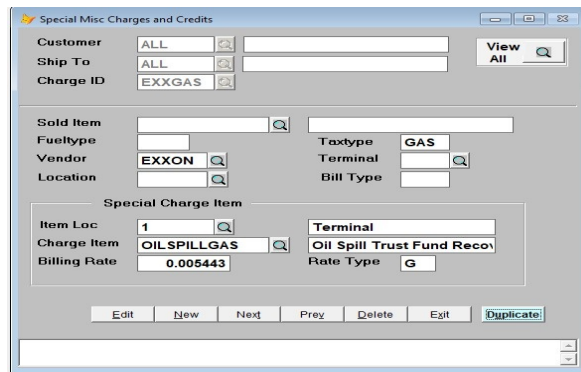 Special Misc Charges and Credits
Customer ALL
Ship To ALL
Charge ID EXXGAS
View All
Sold Item
Fueltype Taxtype GAS
Vendor EXXON Terminal
Location Bill Type
Special Charge Item
Item Loc 1 Terminal
Charge Item OILSPILLGAS Oil Spill Trust Fund Recov
Billing Rate 0.005443 Rate Type G
Edit New Next Prev Delete Exit Duplicate